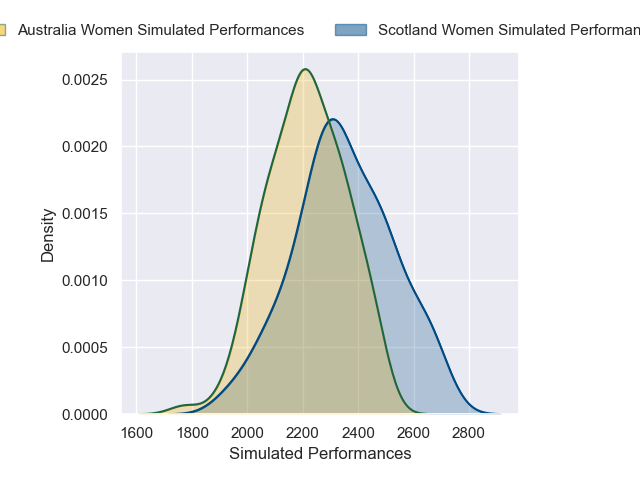 Australia Women Simulated Performances Scotland Women Simulated
0.0025
0.0020
0.0015
0.0010
0.0005
0.0000
Density
1600 1800 2000 2200 2400 2600 2800
Simulated Performances